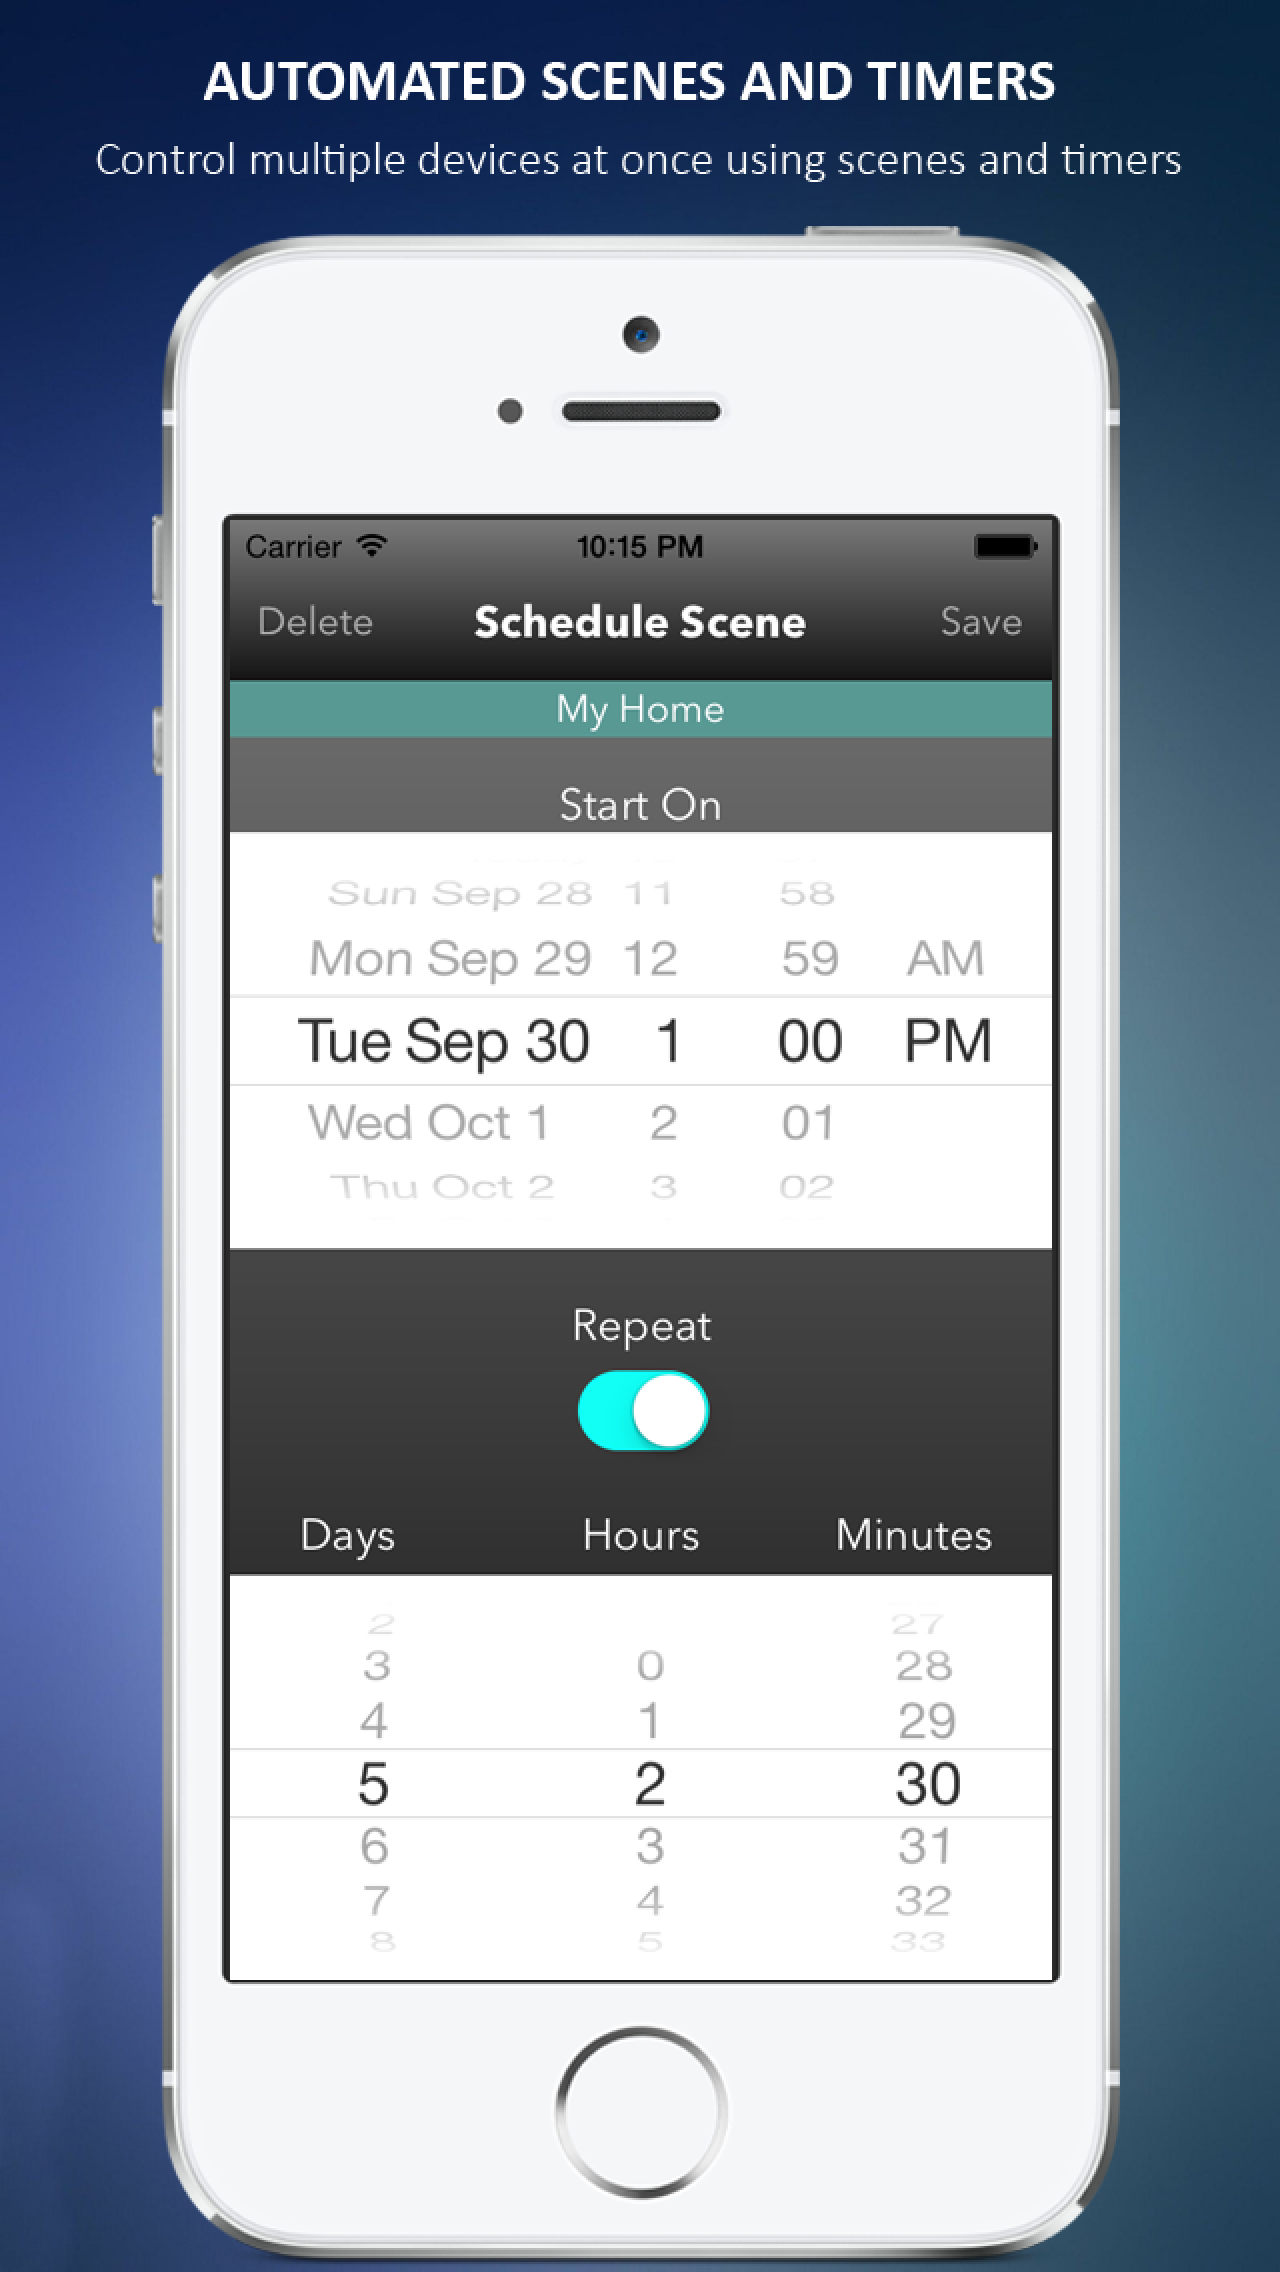 AUTOMATED SCENES AND TIMERS
Control multiple devices at once using scenes and timers
Carrier 10:15 PM
Delete Schedule Scene Save
My Home
Start On
Sun Sep 28 11 58
Mon Sep 29 12 59 AM
Tue Sep 30 1 00 PM
Wed Oct 1 2 01
Thu Oct 2 3 02
Repeat
Days Hours Minutes
2 27
3 0 28
4 1 29
5 2 30
6 3 31
7 4 32
8 5 33